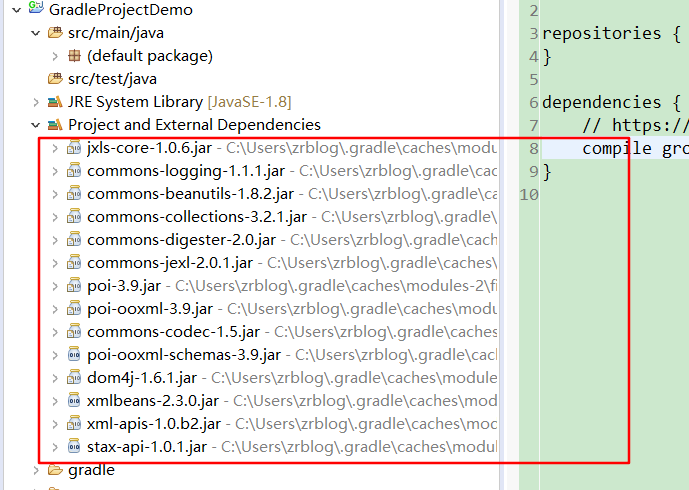 GradleProjectDemo
src/main/java
(default package)
src/test/java
JRE System Library [JavaSE-1.8]
Project and External Dependencies
jxls-core-1.0.6.jar - C:\Users\zrblog\.gradle\caches\modu
commons-logging-1.1.1.jar - C:\Users\zrblog\.gradle\cac
commons-beanutils-1.8.2.jar - C:\Users\zrblog\.gradle\c
commons-collections-3.2.1.jar - C:\Users\zrblog\.gradle
commons-digester-2.0.jar - C:\Users\zrblog\.gradle\cach
commons-jexl-2.0.1.jar - C:\Users\zrblog\.gradle\caches
poi-3.9.jar - C:\Users\zrblog\.gradle\caches\modules-2\fi
poi-ooxml-3.9.jar - C:\Users\zrblog\.gradle\caches\modu
commons-codec-1.5.jar - C:\Users\zrblog\.gradle\caches
poi-ooxml-schemas-3.9.jar - C:\Users\zrblog\.gradle\cac
dom4j-1.6.1.jar - C:\Users\zrblog\.gradle\caches\module
xmlbeans-2.3.0.jar - C:\Users\zrblog\.gradle\caches\mod
xml-apis-1.0.b2.jar - C:\Users\zrblog\.gradle\caches\mo
stax-api-1.0.1.jar - C:\Users\zrblog\.gradle\caches\modul
gradle
2
3 repositories {
4 }
5
6 dependencies {
7 // https://
8 compile gro
9 }
10